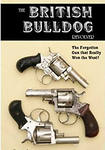 THE
BRITISH
BULLDOG
REVOLVER
The Forgotten
Gun that Really
Won the West!